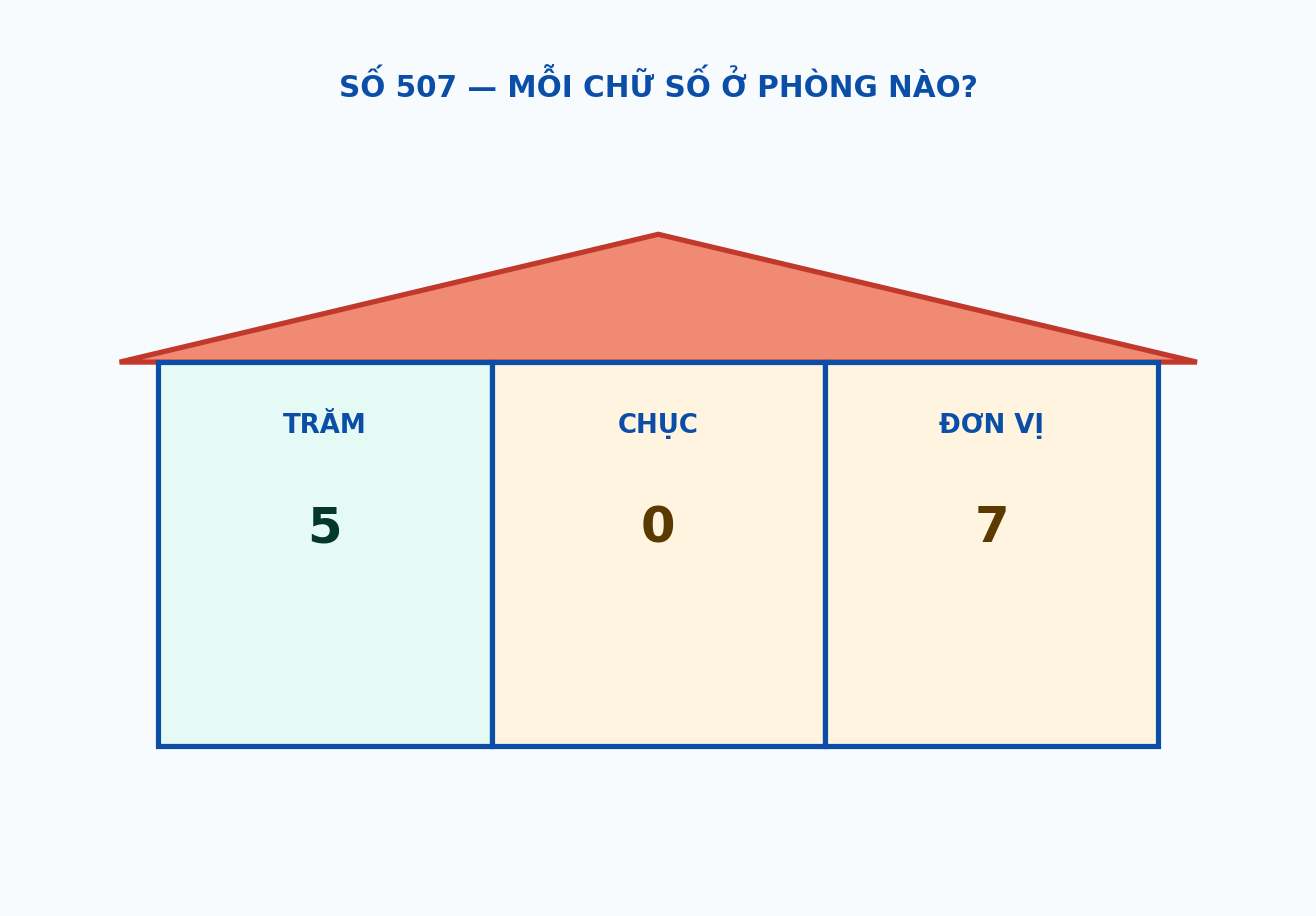 SỐ 507 — MỖI CHỮ SỐ Ở PHÒNG NÀO?
TRĂM CHỤC ĐƠN VỊ
5 0 7